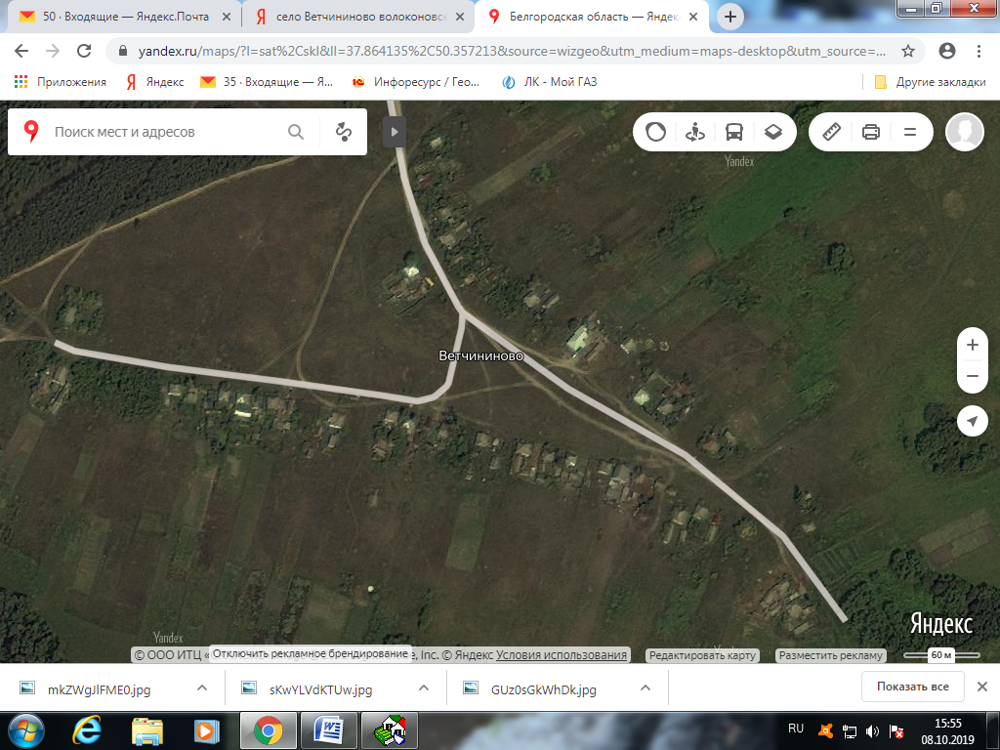 50 · Входящие — Яндекс.Почта
село Ветчининово волоконовс
Белгородская область — Яндек
yandex.ru/maps/?l=sat%2Cskl&ll=37.864135%2C50.357213&source=wizgeo&utm_medium=maps-desktop&utm_source=...
Приложения
Яндекс
35 · Входящие — Я...
Инфоресурс / Гео...
ЛК - Мой ГАЗ
Другие закладки
Поиск мест и адресов
Yandex
Ветчининово
Яндекс
Yandex
© ООО ИТЦ «
Отключить рекламное брендирование
, Inc. © Яндекс Условия использования
Редактировать карту
Разместить рекламу
60 м
mkZWgJlFME0.jpg
sKwYLVdKTUw.jpg
GUz0sGkWhDk.jpg
Показать все
RU
15:55
08.10.2019